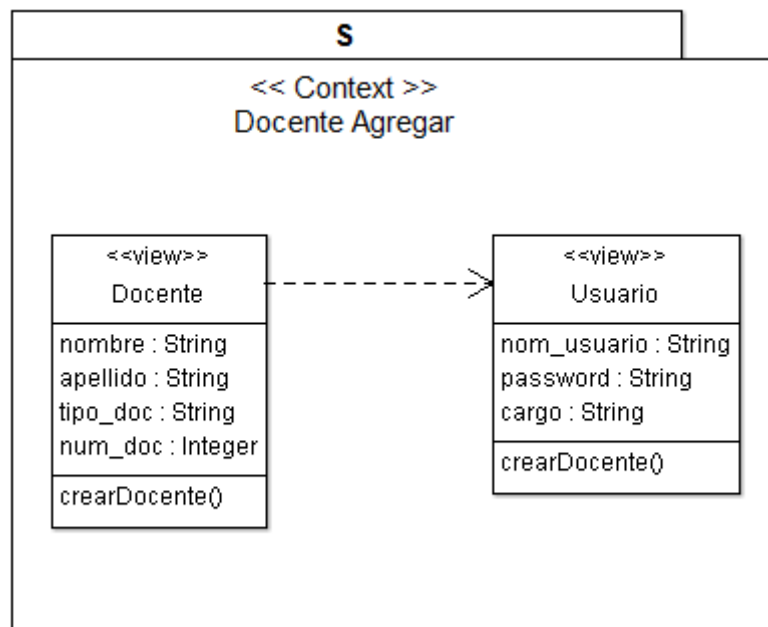 S
<< Context >>
Docente Agregar
<<view>>
Docente
nombre : String
apellido : String
tipo_doc : String
num_doc : Integer
crearDocente()
<<view>>
Usuario
nom_usuario : String
password : String
cargo : String
crearDocente()